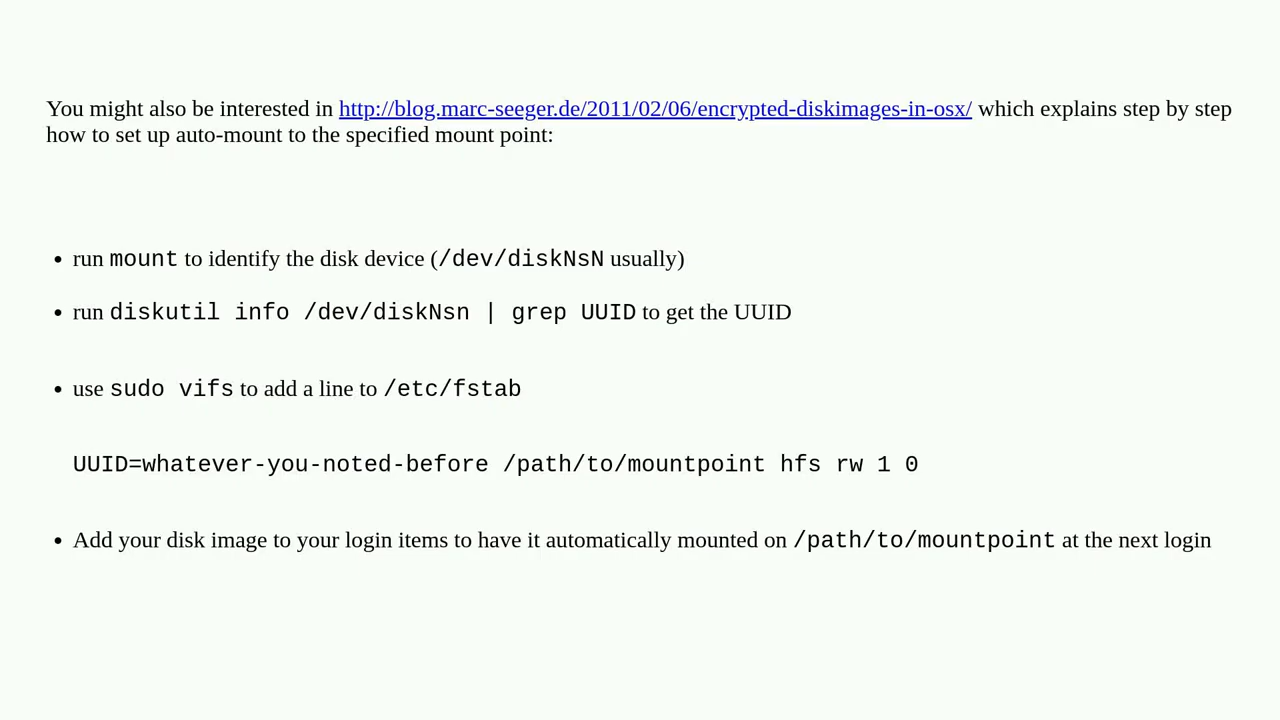 You might also be interested in http://blog.marc-seeger.de/2011/02/06/encrypted-diskimages-in-osx/ which explains step by step
how to set up auto-mount to the specified mount point:
• run mount to identify the disk device (/dev/diskNsN usually)
• run diskutil info /dev/diskNsn | grep UUID to get the UUID
• use sudo vifs to add a line to /etc/fstab
UUID=whatever-you-noted-before /path/to/mountpoint hfs rw 1 0
• Add your disk image to your login items to have it automatically mounted on /path/to/mountpoint at the next login